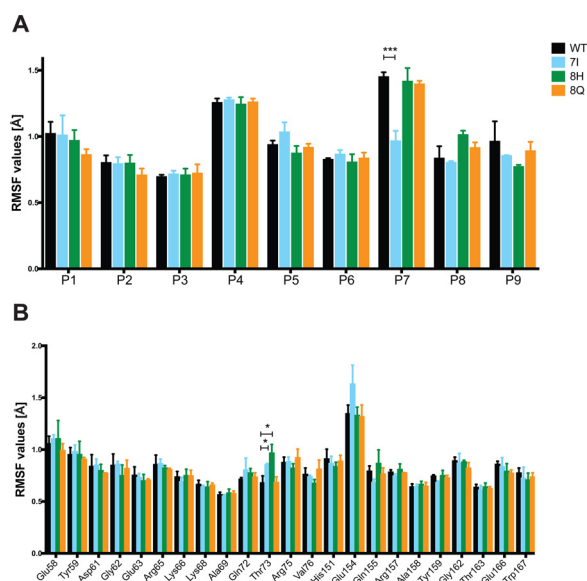 A
WT
7I
8H
8Q
RMSF values [Å]
1.5
1.0
0.5
0.0
***
P1 P2 P3 P4 P5 P6 P7 P8 P9
B
RMSF values [Å]
2.0
1.5
1.0
0.5
0.0
*
*
Glu58 Tyr59 Asp61 Gly62 Glu63 Arg65 Lys66 Lys68 Ala69 Gln72 Thr73 Arg75 Val76 His151 Glu154 Gln155 Arg157 Ala158 Tyr159 Gly162 Thr163 Glu166 Trp167